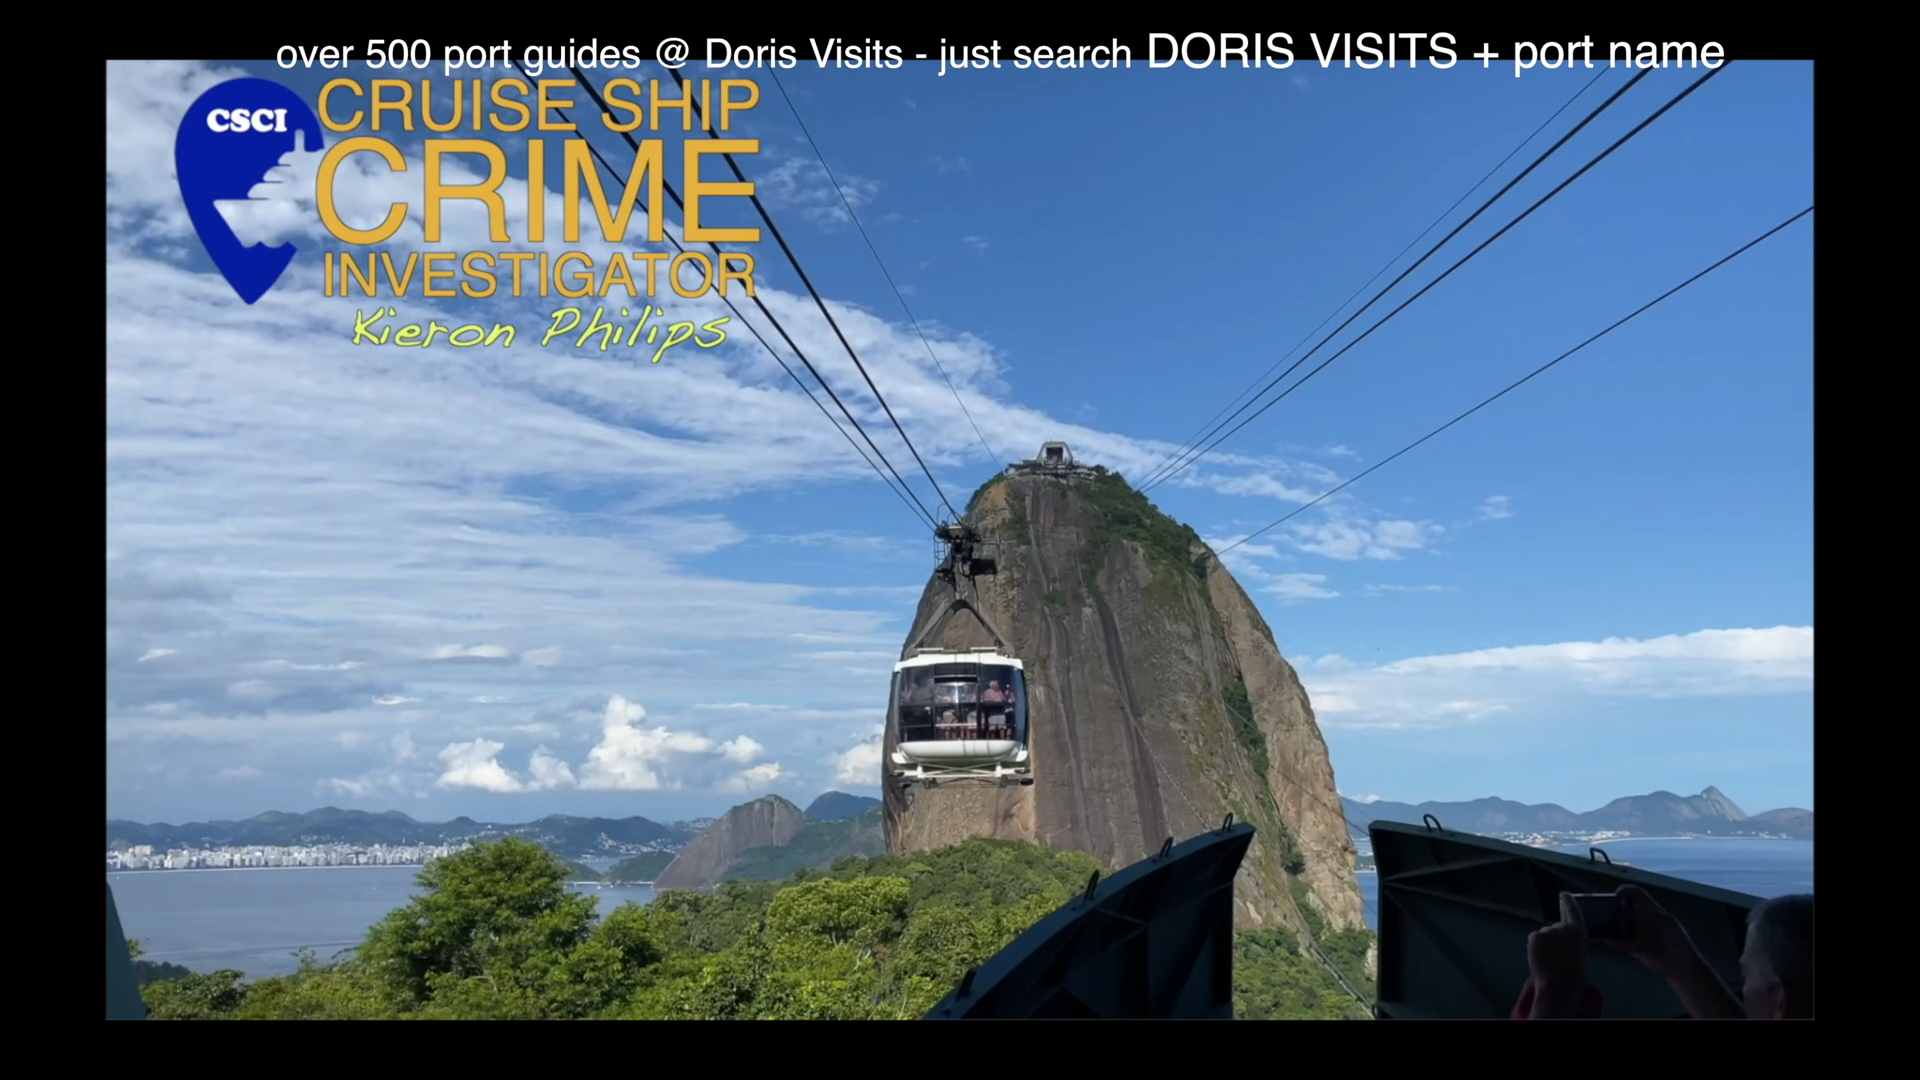 over 500 port guides @ Doris Visits - just search DORIS VISITS + port name
CSCI
CRUISE SHIP
CRIME
INVESTIGATOR
Kieron Philips